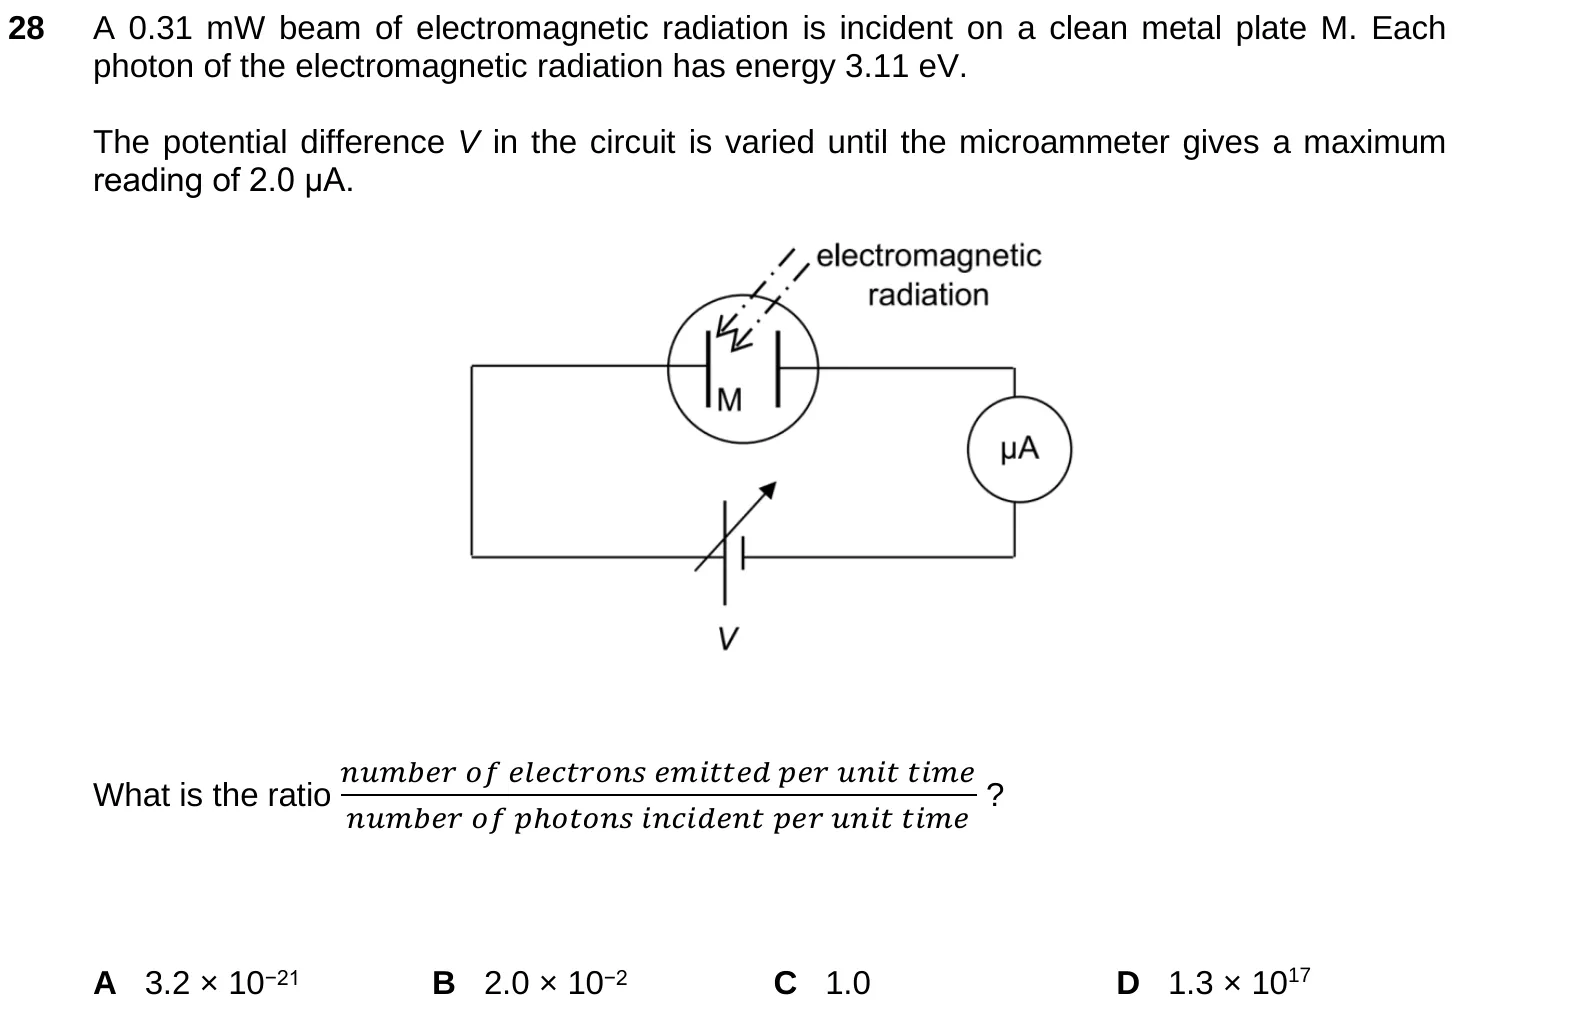 28 A 0.31 mW beam of electromagnetic radiation is incident on a clean metal plate M. Each
photon of the electromagnetic radiation has energy 3.11 eV.
The potential difference V in the circuit is varied until the microammeter gives a maximum
reading of 2.0 μA.
electromagnetic
radiation
M
μA
V
What is the ratio number of electrons emitted per unit time / number of photons incident per unit time ?
A 3.2 × 10⁻²¹ B 2.0 × 10⁻² C 1.0 D 1.3 × 10¹⁷